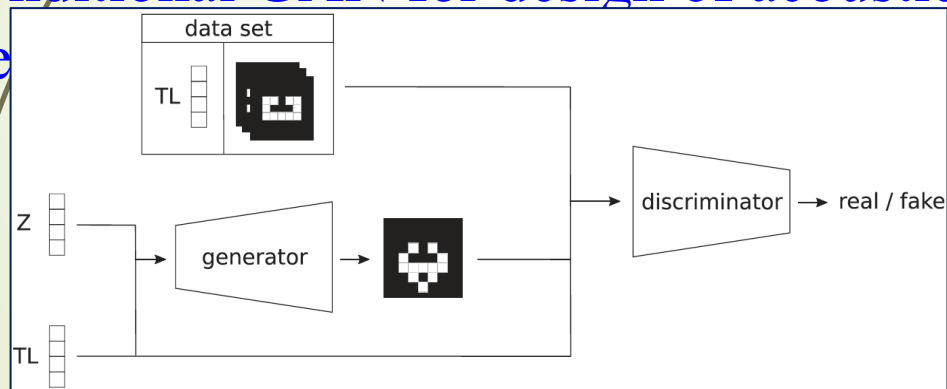 data set
TL
Z
generator
discriminator
real / fake
TL